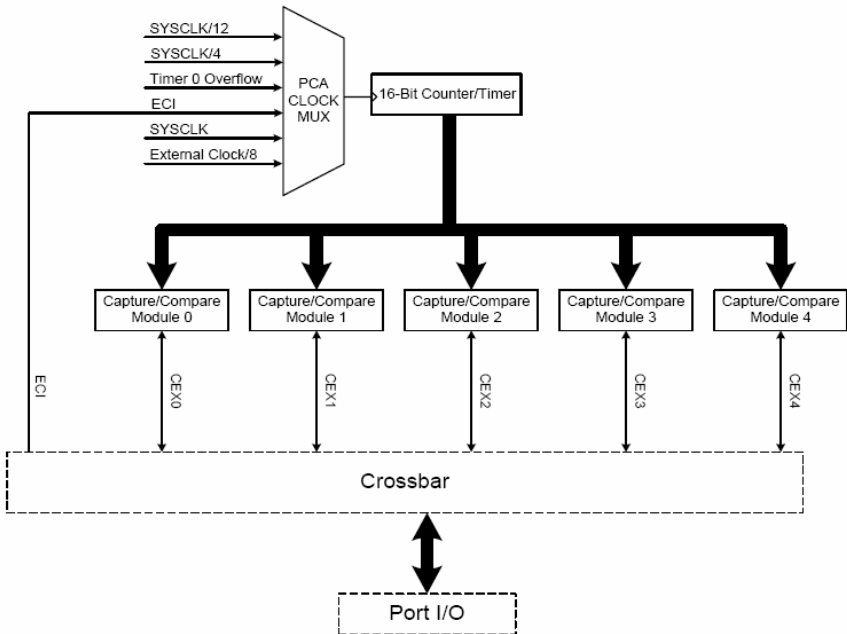 SYSCLK/12
SYSCLK/4
Timer 0 Overflow
ECI
SYSCLK
External Clock/8
PCA
CLOCK
MUX
16-Bit Counter/Timer
Capture/Compare
Module 0
Capture/Compare
Module 1
Capture/Compare
Module 2
Capture/Compare
Module 3
Capture/Compare
Module 4
ECI
CEX0
CEX1
CEX2
CEX3
CEX4
Crossbar
Port I/O